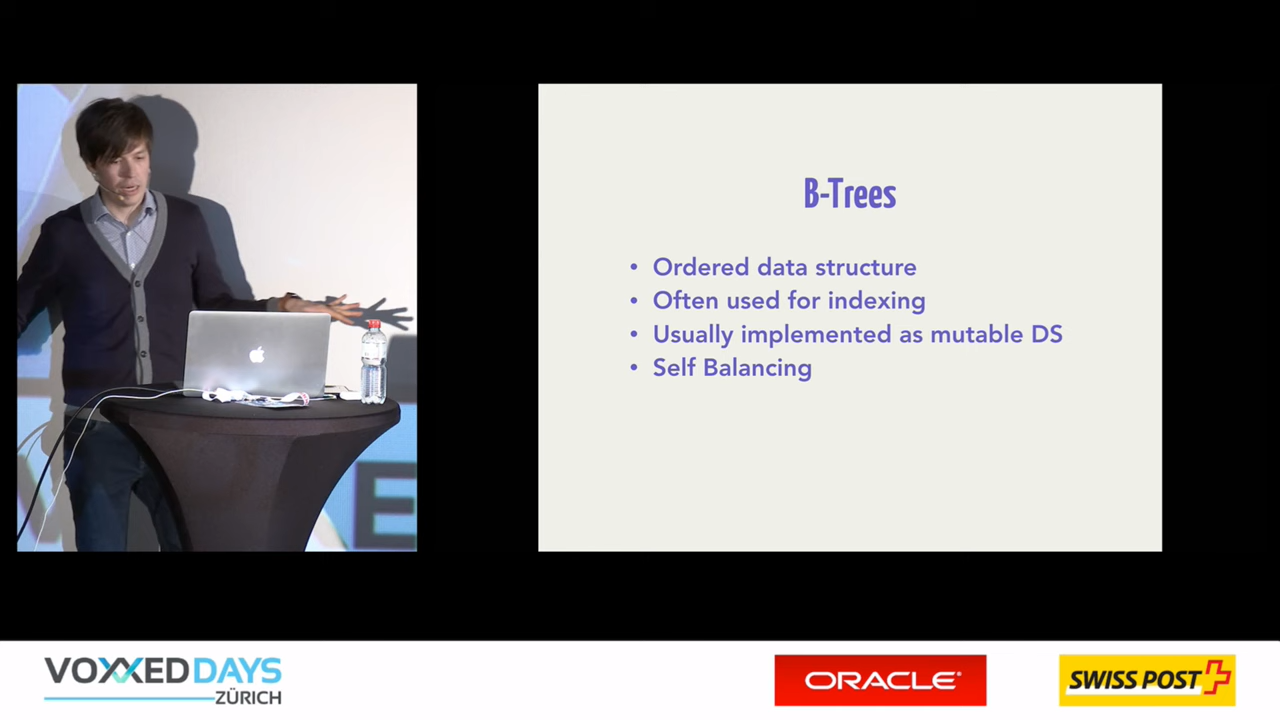 B-Trees
• Ordered data structure
• Often used for indexing
• Usually implemented as mutable DS
• Self Balancing
E
VOXXED DAYS
ZÜRICH
ORACLE®
SWISS POST